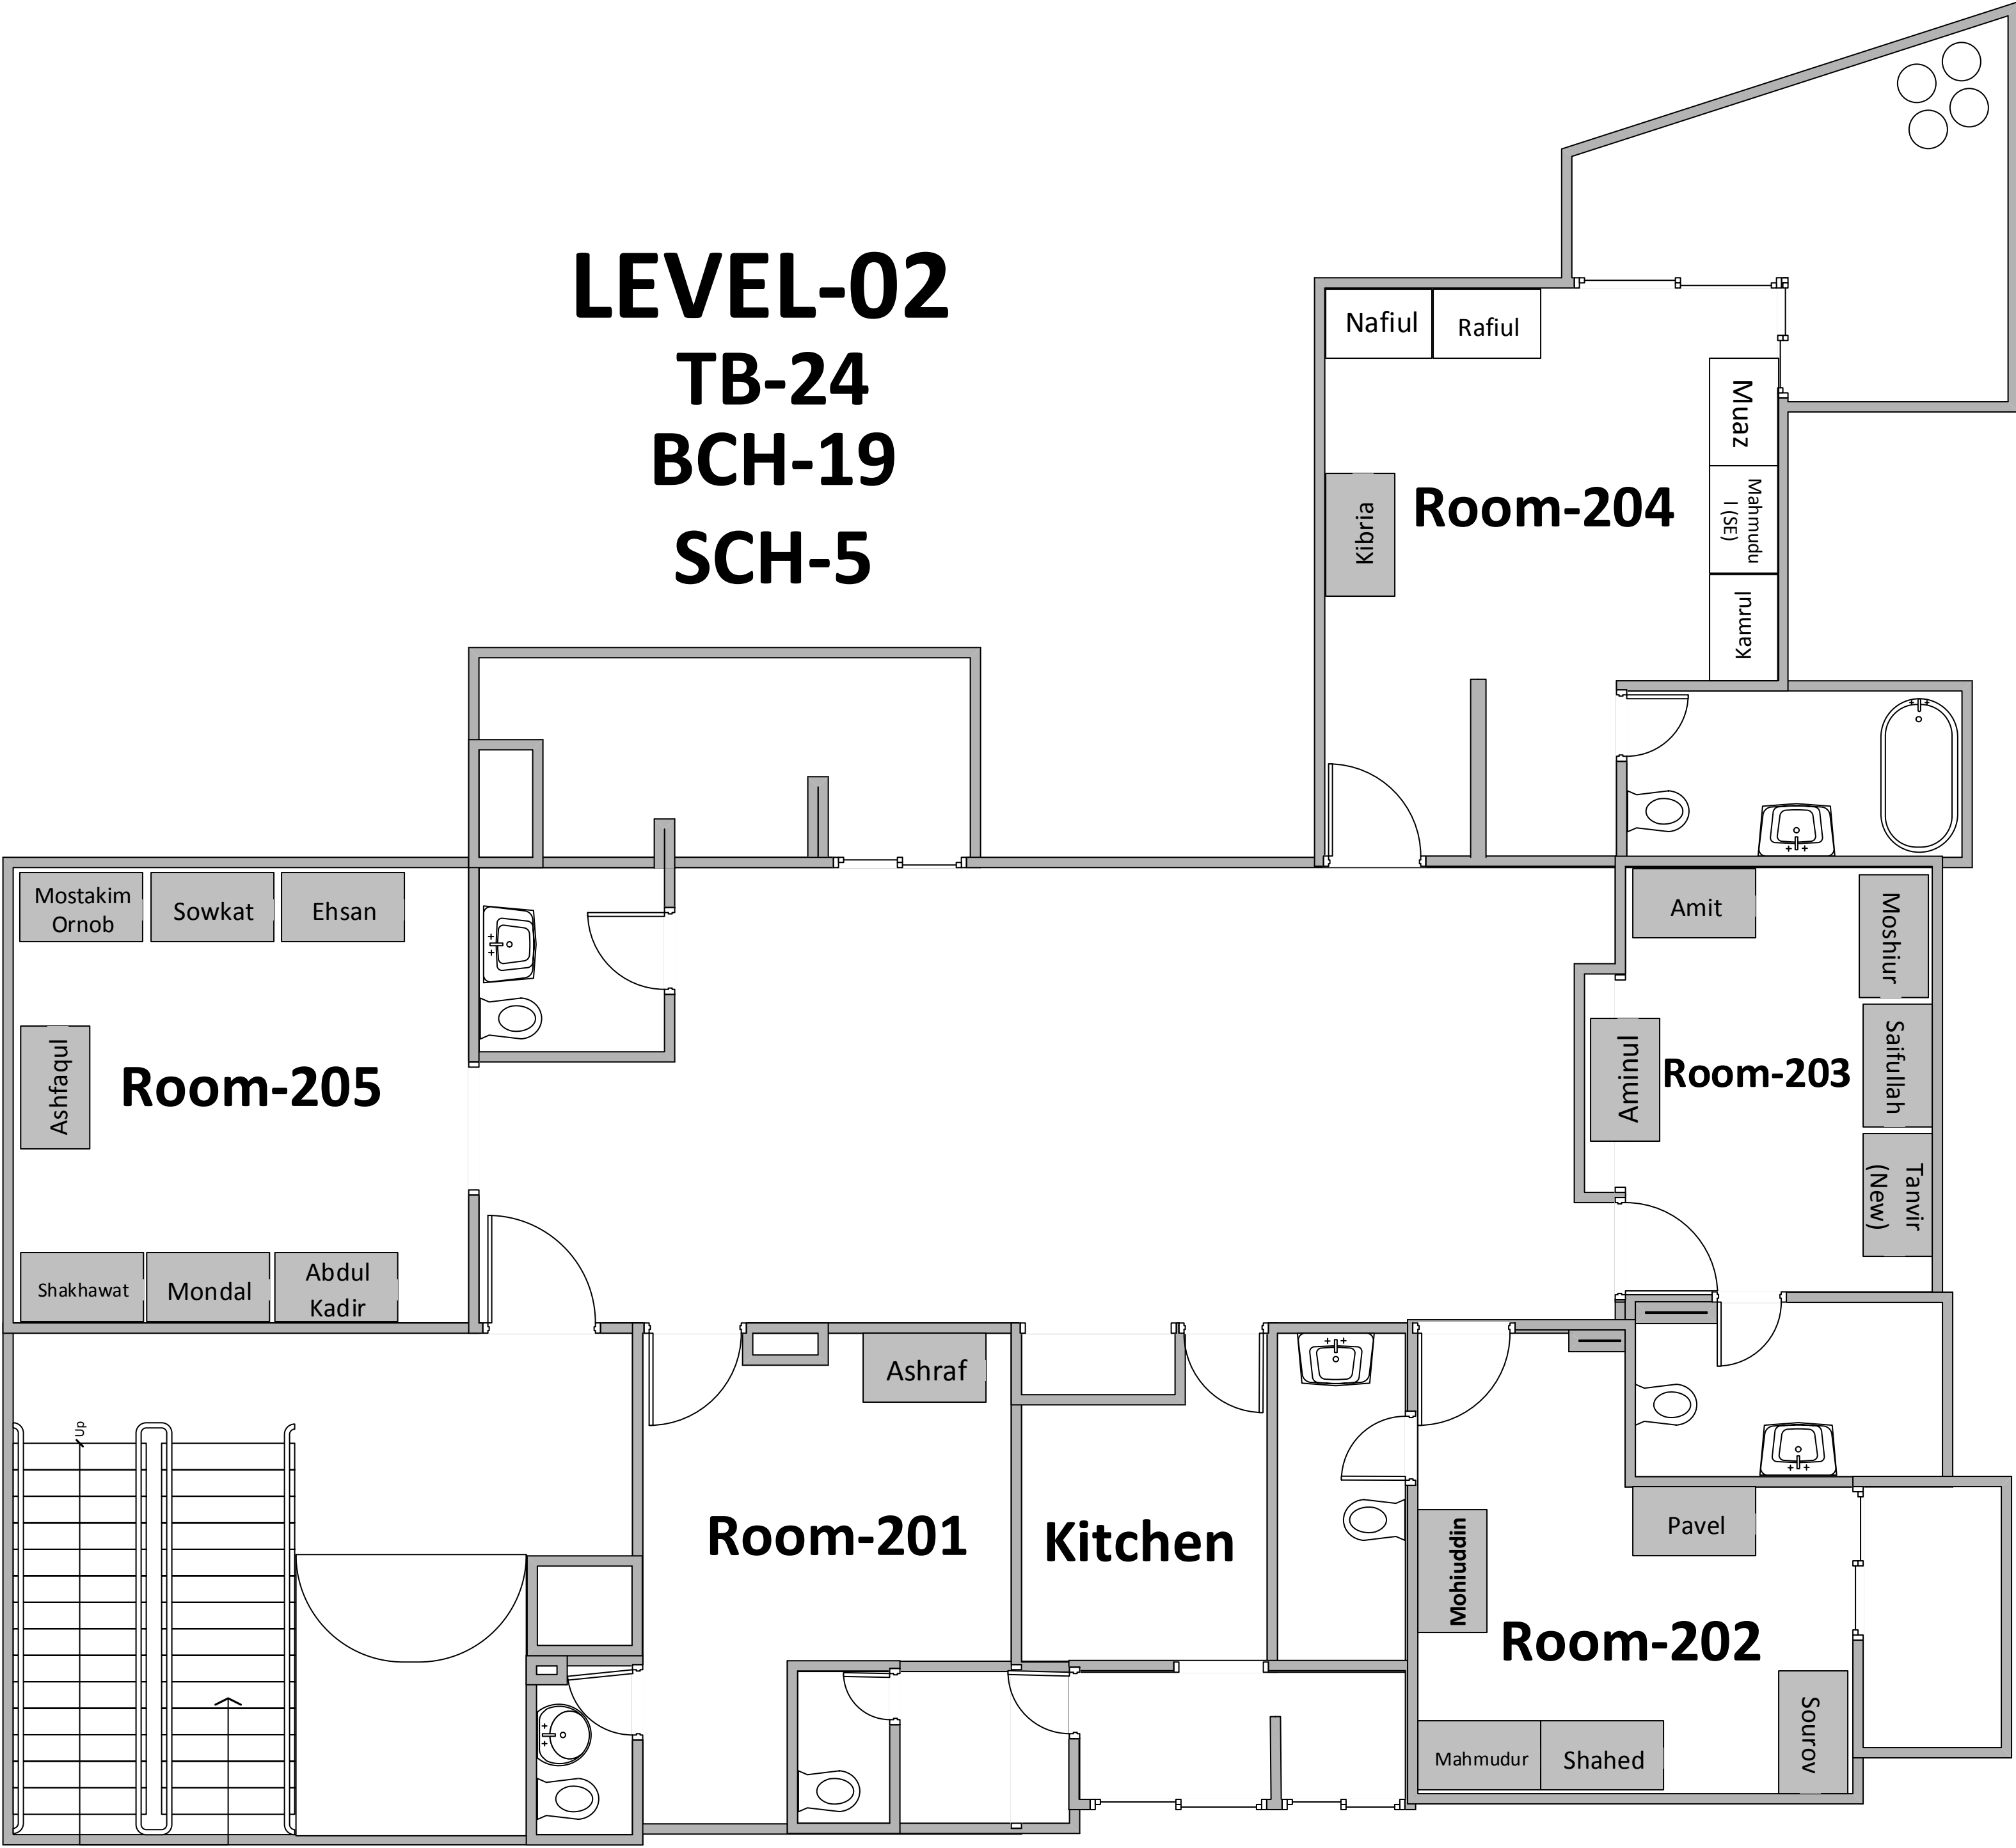 LEVEL-02
TB-24
BCH-19
SCH-5
Nafiul
Rafiul
Muaz
Mahmudu
l (SE)
Kamrul
Kibria
Room-204
Mostakim
Ornob
Sowkat
Ehsan
Ashfaqul
Room-205
Shakhawat
Mondal
Abdul
Kadir
Amit
Moshiur
Saifullah
Tanvir
(New)
Aminul
Room-203
Up
Ashraf
Room-201
Kitchen
Mohiuddin
Pavel
Room-202
Mahmudur
Shahed
Sourov